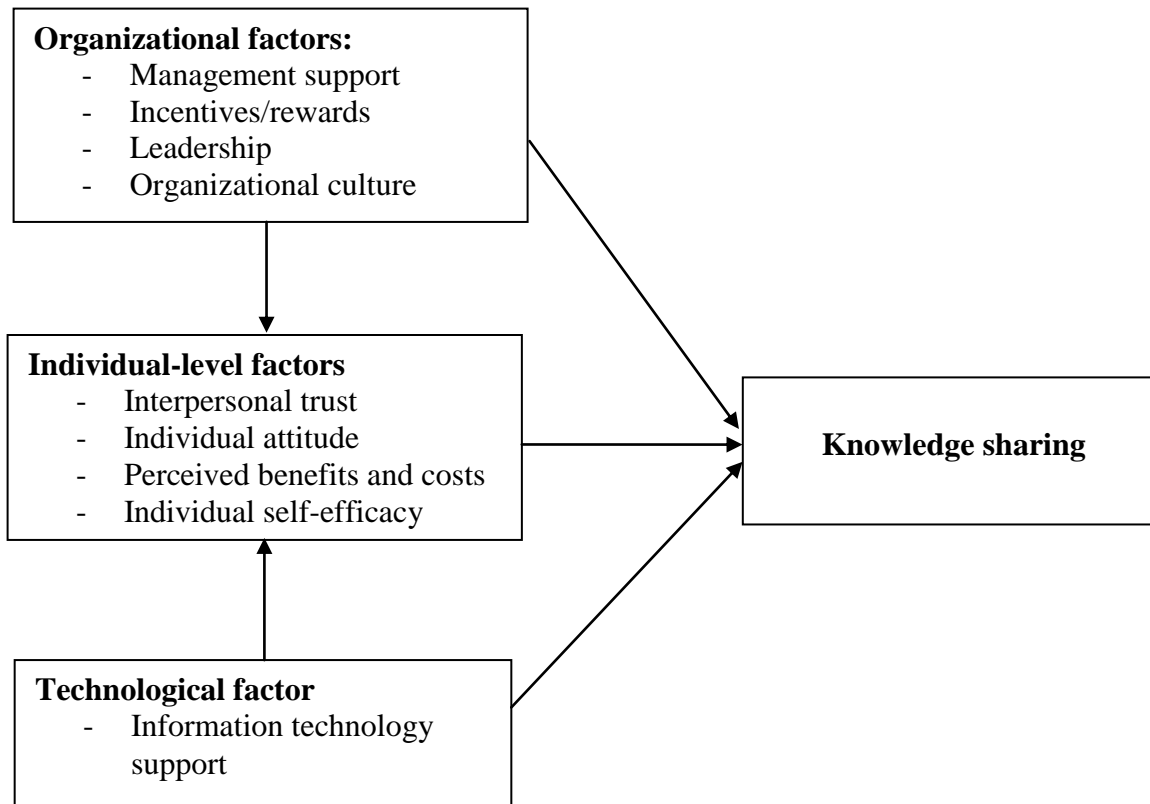 Organizational factors:
- Management support
- Incentives/rewards
- Leadership
- Organizational culture
Individual-level factors
- Interpersonal trust
- Individual attitude
- Perceived benefits and costs
- Individual self-efficacy
Knowledge sharing
Technological factor
- Information technology
support